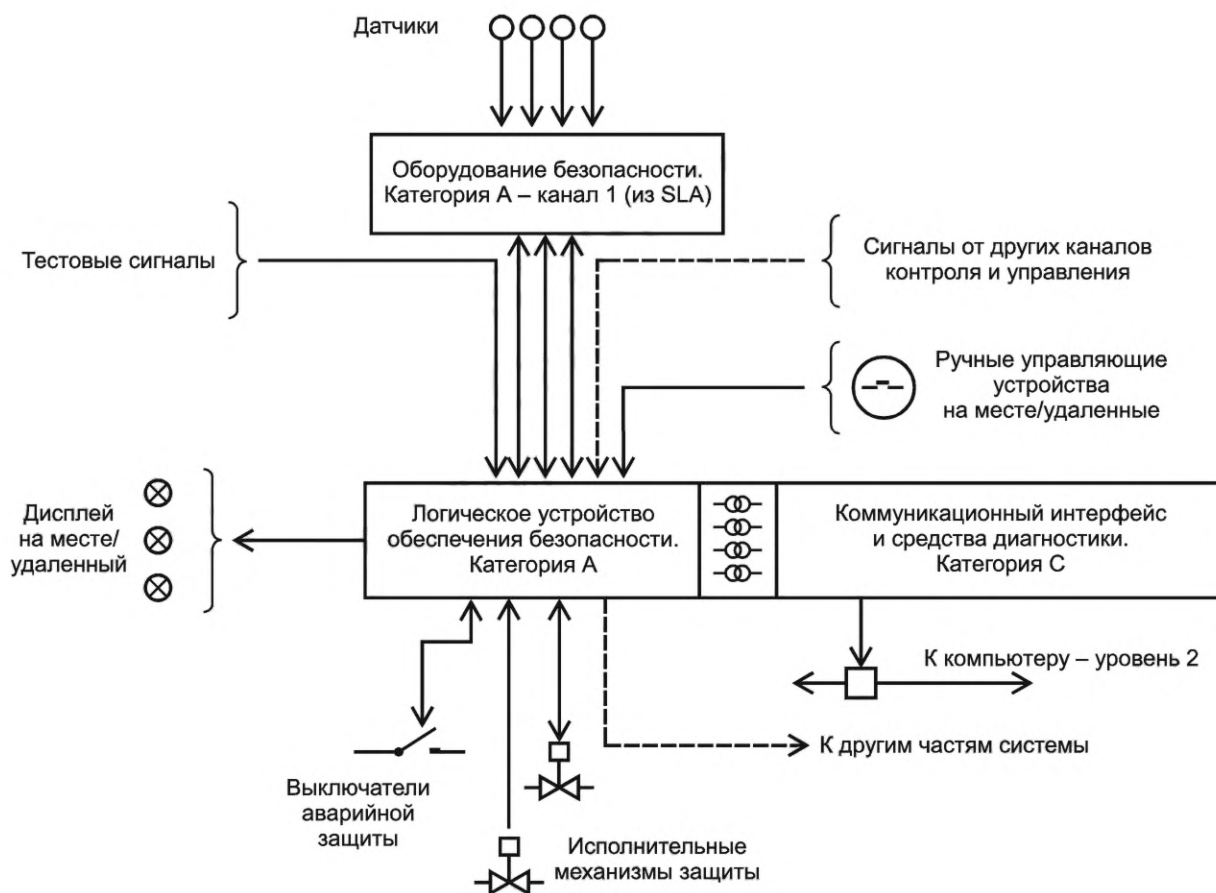 Датчики
Оборудование безопасности.
Категория А – канал 1 (из SLA)
Тестовые сигналы
Сигналы от других каналов
контроля и управления
Ручные управляющие
устройства
на месте/удаленные
Дисплей
на месте/
удаленный
Логическое устройство
обеспечения безопасности.
Категория А
Коммуникационный интерфейс
и средства диагностики.
Категория С
К компьютеру – уровень 2
К другим частям системы
Выключатели
аварийной
защиты
Исполнительные
механизмы защиты